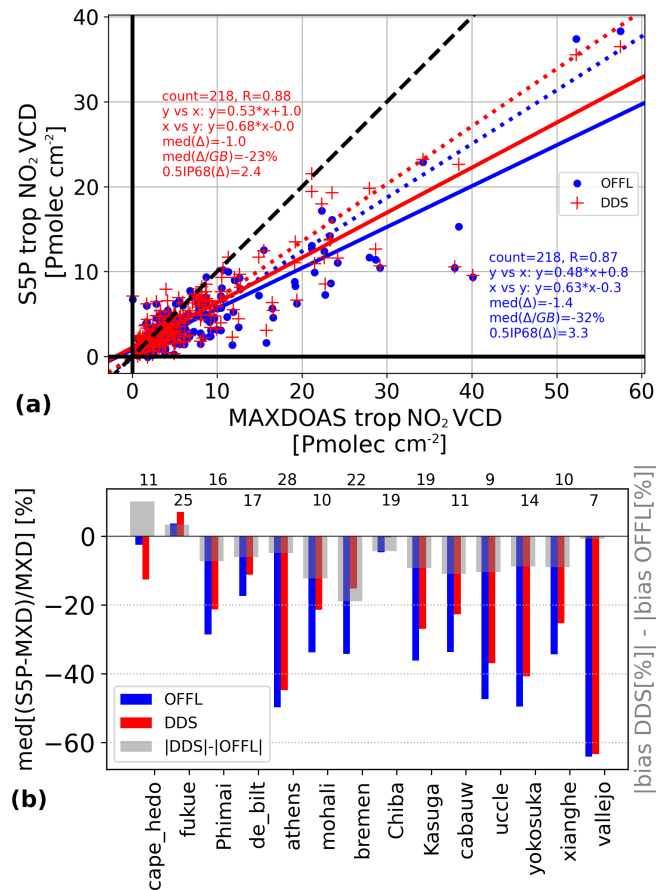 40
30
20
10
0
S5P trop NO₂ VCD
[Pmolec cm⁻²]
count=218, R=0.88
y vs x: y=0.53*x+1.0
x vs y: y=0.68*x-0.0
med(Δ)=-1.0
med(Δ/GB)=-23%
0.5IP68(Δ)=2.4
OFFL
DDS
count=218, R=0.87
y vs x: y=0.48*x+0.8
x vs y: y=0.63*x-0.3
med(Δ)=-1.4
med(Δ/GB)=-32%
0.5IP68(Δ)=3.3
0 10 20 30 40 50 60
(a)
MAXDOAS trop NO₂ VCD
[Pmolec cm⁻²]
11 16 28 22 19 9 10
25 17 10 19 11 14 7
0
−20
−40
−60
med[(S5P-MXD)/MXD] [%]
|bias DDS[%]| - |bias OFFL[%]|
OFFL
DDS
|DDS|-|OFFL|
(b)
cape_hedo
fukue
Phimai
de_bilt
athens
mohali
bremen
Chiba
Kasuga
cabauw
uccle
yokosuka
xianghe
vallejo